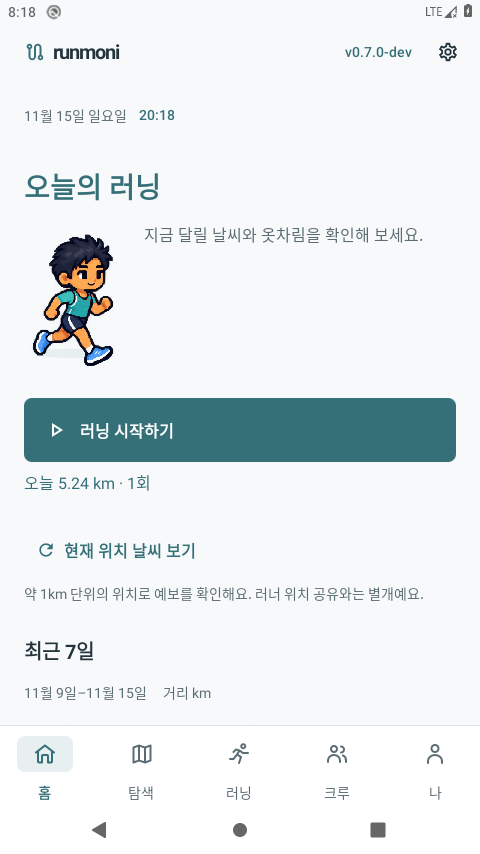 8:18
LTE
runmoni
v0.7.0-dev
11월 15일 일요일 20:18
오늘의 러닝
지금 달릴 날씨와 옷차림을 확인해 보세요.
러닝 시작하기
오늘 5.24 km · 1회
현재 위치 날씨 보기
약 1km 단위의 위치로 예보를 확인해요. 러너 위치 공유와는 별개예요.
최근 7일
11월 9일–11월 15일 거리 km
홈
탐색
러닝
크루
나